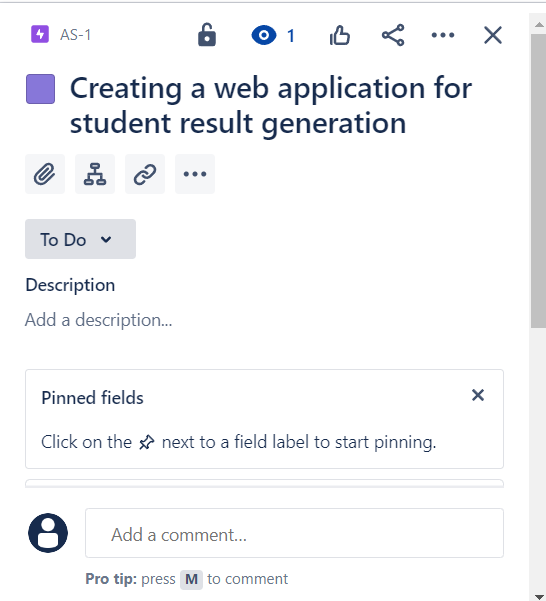 AS-1
1
Creating a web application for
student result generation
To Do
Description
Add a description...
Pinned fields
Click on the next to a field label to start pinning.
Add a comment...
Pro tip: press M to comment